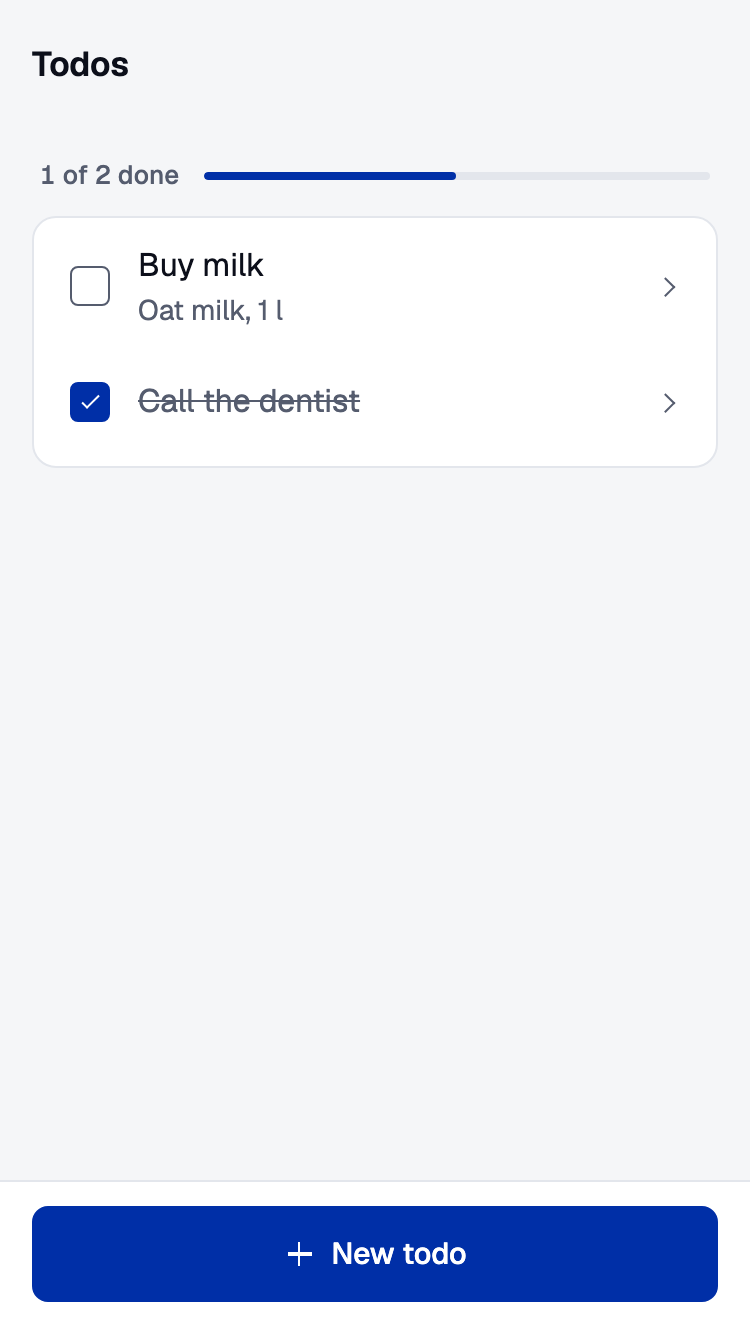 Todos
1 of 2 done
Buy milk
Oat milk, 1 l
Call the dentist
New todo